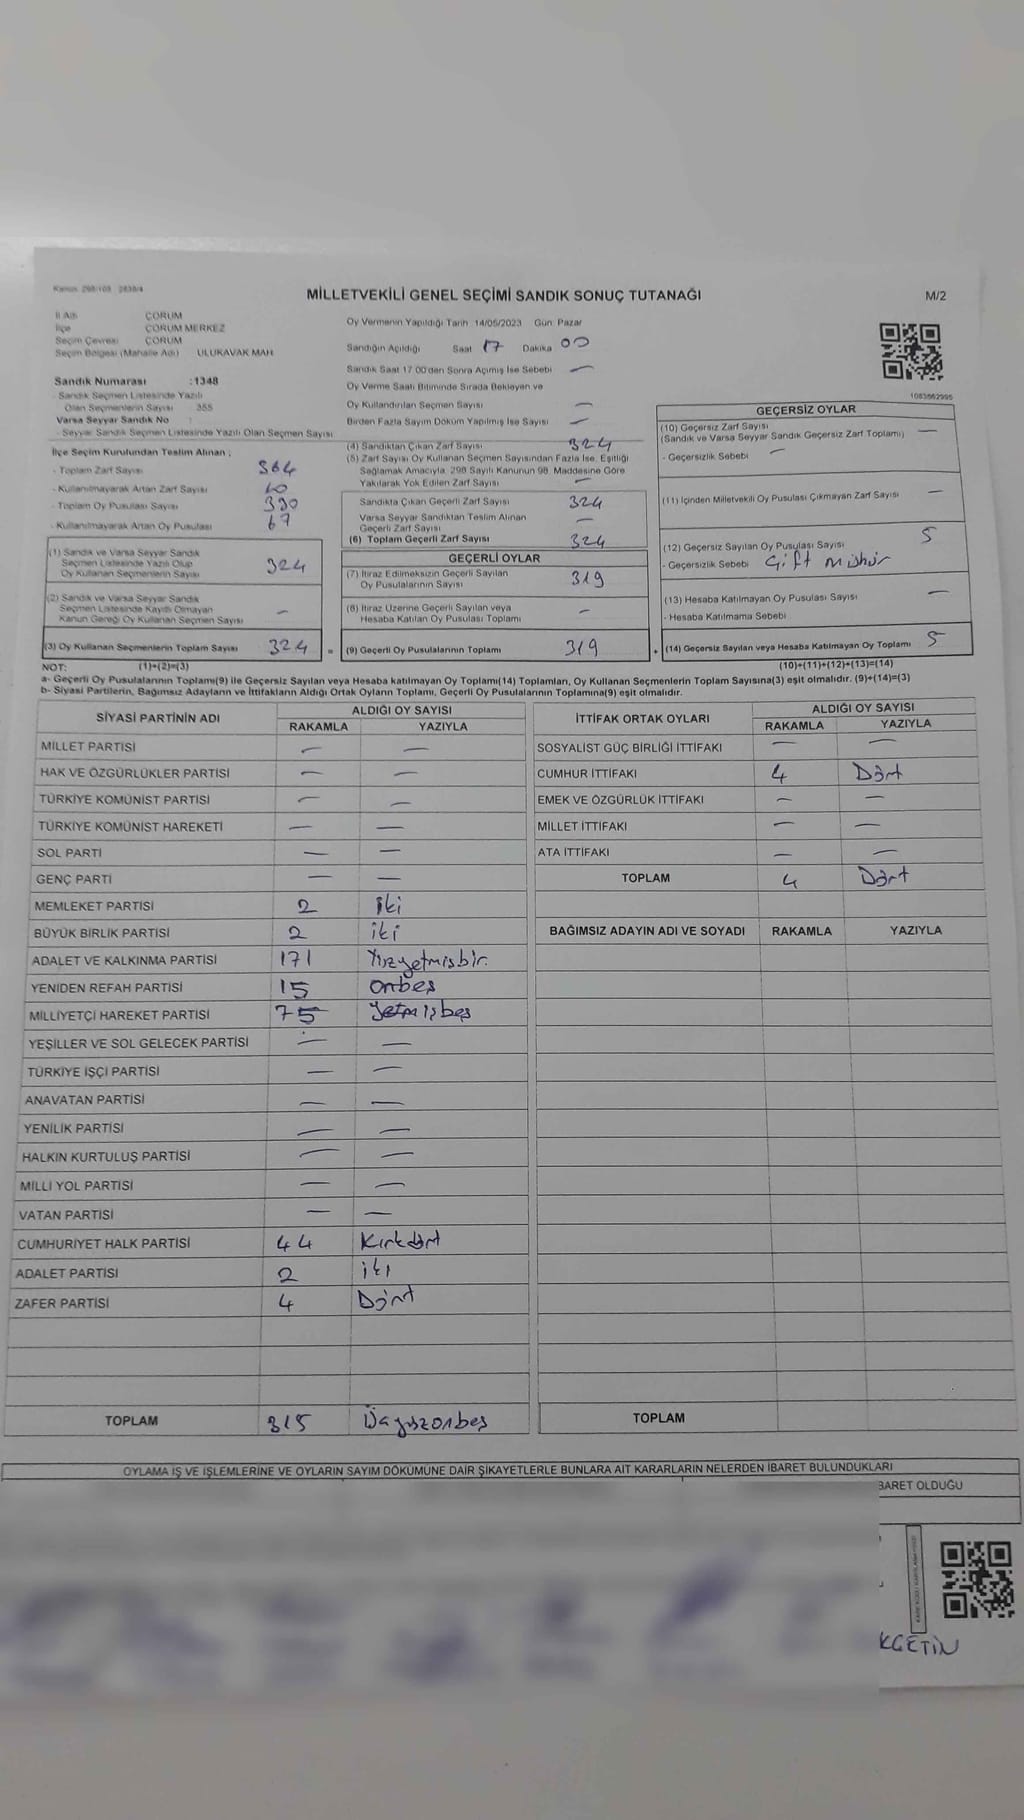 Kanun 298/105 2839/4
MİLLETVEKİLİ GENEL SEÇİMİ SANDIK SONUÇ TUTANAĞI
M/2
İl Adı ÇORUM
İlçe ÇORUM MERKEZ
Seçim Çevresi ÇORUM
Seçim Bölgesi (Mahalle Adı) ULUKAVAK MAH
Sandık Numarası :1348
- Sandık Seçmen Listesinde Yazılı
Olan Seçmenlerin Sayısı 355
Varsa Seyyar Sandık No :
- Seyyar Sandık Seçmen Listesinde Yazılı Olan Seçmen Sayısı
İlçe Seçim Kurulundan Teslim Alınan ;
- Toplam Zarf Sayısı
- Kullanılmayarak Artan Zarf Sayısı
- Toplam Oy Pusulası Sayısı 390
- Kullanılmayarak Artan Oy Pusulası 67
(1) Sandık ve Varsa Seyyar Sandık
Seçmen Listesinde Yazılı Olup
Oy Kullanan Seçmenlerin Sayısı 324
(2) Sandık ve Varsa Seyyar Sandık
Seçmen Listesinde Kayıtlı Olmayan
Kanun Gereği Oy Kullanan Seçmen Sayısı —
(3) Oy Kullanan Seçmenlerin Toplam Sayısı 324
Oy Vermenin Yapıldığı Tarih 14/05/2023 Gün Pazar
Sandığın Açıldığı Saat 17 Dakika 00
Sandık Saat 17:00'den Sonra Açılmış İse Sebebi —
Oy Verme Saati Bitiminde Sırada Bekleyen ve
Oy Kullandırılan Seçmen Sayısı —
Birden Fazla Sayım Döküm Yapılmış İse Sayısı —
(4) Sandıktan Çıkan Zarf Sayısı 324
(5) Zarf Sayısı Oy Kullanan Seçmen Sayısından Fazla İse, Eşitliği
Sağlamak Amacıyla, 298 Sayılı Kanunun 98. Maddesine Göre
Yakılarak Yok Edilen Zarf Sayısı —
Sandıkta Çıkan Geçerli Zarf Sayısı 324
Varsa Seyyar Sandıktan Teslim Alınan
Geçerli Zarf Sayısı —
(6) Toplam Geçerli Zarf Sayısı 324
GEÇERLİ OYLAR
(7) İtiraz Edilmeksizin Geçerli Sayılan
Oy Pusulalarının Sayısı 319
(8) İtiraz Üzerine Geçerli Sayılan veya
Hesaba Katılan Oy Pusulası Toplamı —
= (9) Geçerli Oy Pusulalarının Toplamı 319
1083662995
GEÇERSİZ OYLAR
(10) Geçersiz Zarf Sayısı —
(Sandık ve Varsa Seyyar Sandık Geçersiz Zarf Toplamı)
- Geçersizlik Sebebi —
(11) İçinden Milletvekili Oy Pusulası Çıkmayan Zarf Sayısı —
(12) Geçersiz Sayılan Oy Pusulası Sayısı 5
- Geçersizlik Sebebi Çift mühür
(13) Hesaba Katılmayan Oy Pusulası Sayısı —
- Hesaba Katılmama Sebebi
+ (14) Geçersiz Sayılan veya Hesaba Katılmayan Oy Toplamı 5
NOT: (1)+(2)=(3) (10)+(11)+(12)+(13)=(14)
a- Geçerli Oy Pusulalarının Toplamı(9) ile Geçersiz Sayılan veya Hesaba katılmayan Oy Toplamı(14) Toplamları, Oy Kullanan Seçmenlerin Toplam Sayısına(3) eşit olmalıdır. (9)+(14)=(3)
b- Siyasi Partilerin, Bağımsız Adayların ve İttifakların Aldığı Ortak Oyların Toplamı, Geçerli Oy Pusulalarının Toplamına(9) eşit olmalıdır.
SİYASİ PARTİNİN ADI ALDIĞI OY SAYISI
RAKAMLA YAZIYLA
MİLLET PARTİSİ — —
HAK VE ÖZGÜRLÜKLER PARTİSİ — —
TÜRKİYE KOMÜNİST PARTİSİ — —
TÜRKİYE KOMÜNİST HAREKETİ — —
SOL PARTİ — —
GENÇ PARTİ — —
MEMLEKET PARTİSİ 2 iki
BÜYÜK BİRLİK PARTİSİ 2 iki
ADALET VE KALKINMA PARTİSİ 171 Yüzyetmişbir.
YENİDEN REFAH PARTİSİ 15 onbeş
MİLLİYETÇİ HAREKET PARTİSİ 75 yetmişbeş
YEŞİLLER VE SOL GELECEK PARTİSİ — —
TÜRKİYE İŞÇİ PARTİSİ — —
ANAVATAN PARTİSİ — —
YENİLİK PARTİSİ — —
HALKIN KURTULUŞ PARTİSİ — —
MİLLİ YOL PARTİSİ — —
VATAN PARTİSİ — —
CUMHURİYET HALK PARTİSİ 44 Kırkdört
ADALET PARTİSİ 2 iki
ZAFER PARTİSİ 4 Dört
TOPLAM 315 Üçyüzonbeş
İTTİFAK ORTAK OYLARI ALDIĞI OY SAYISI
RAKAMLA YAZIYLA
SOSYALİST GÜÇ BİRLİĞİ İTTİFAKI — —
CUMHUR İTTİFAKI 4 Dört
EMEK VE ÖZGÜRLÜK İTTİFAKI — —
MİLLET İTTİFAKI — —
ATA İTTİFAKI — —
TOPLAM 4 Dört
BAĞIMSIZ ADAYIN ADI VE SOYADI RAKAMLA YAZIYLA
TOPLAM
OYLAMA İŞ VE İŞLEMLERİNE VE OYLARIN SAYIM DÖKÜMÜNE DAİR ŞİKAYETLERLE BUNLARA AİT KARARLARIN NELERDEN İBARET BULUNDUKLARI
BARET OLDUĞU
KÇETİN